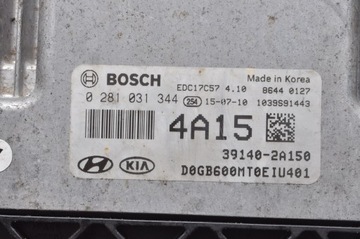 BOSCH
EDC17C57 4.10
Made in Korea
8644 0127
0 281 031 344
254
15-07-10
1039S91443
4A15
39140-2A150
KIA
D0GB600MT0EIU401